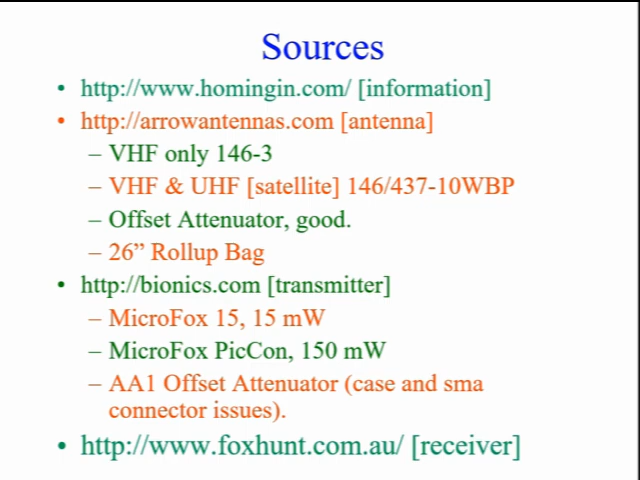 Sources
• http://www.homingin.com/ [information]
• http://arrowantennas.com [antenna]
– VHF only 146-3
– VHF & UHF [satellite] 146/437-10WBP
– Offset Attenuator, good.
– 26” Rollup Bag
• http://bionics.com [transmitter]
– MicroFox 15, 15 mW
– MicroFox PicCon, 150 mW
– AA1 Offset Attenuator (case and sma
connector issues).
• http://www.foxhunt.com.au/ [receiver]